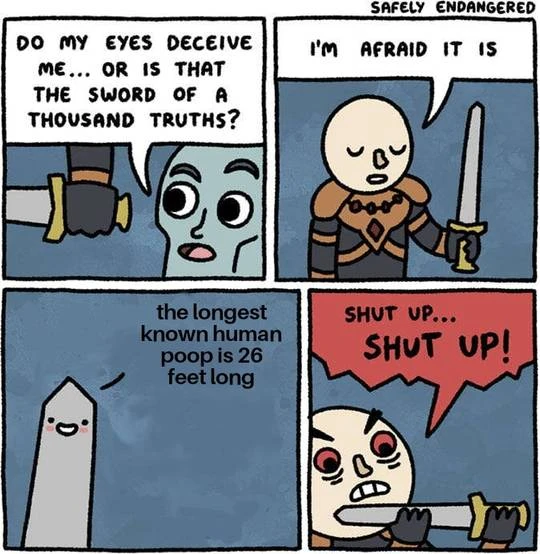 SAFELY ENDANGERED
DO MY EYES DECEIVE
ME... OR IS THAT
THE SWORD OF A
THOUSAND TRUTHS?
I'M AFRAID IT IS
the longest
known human
poop is 26
feet long
SHUT UP...
SHUT UP!